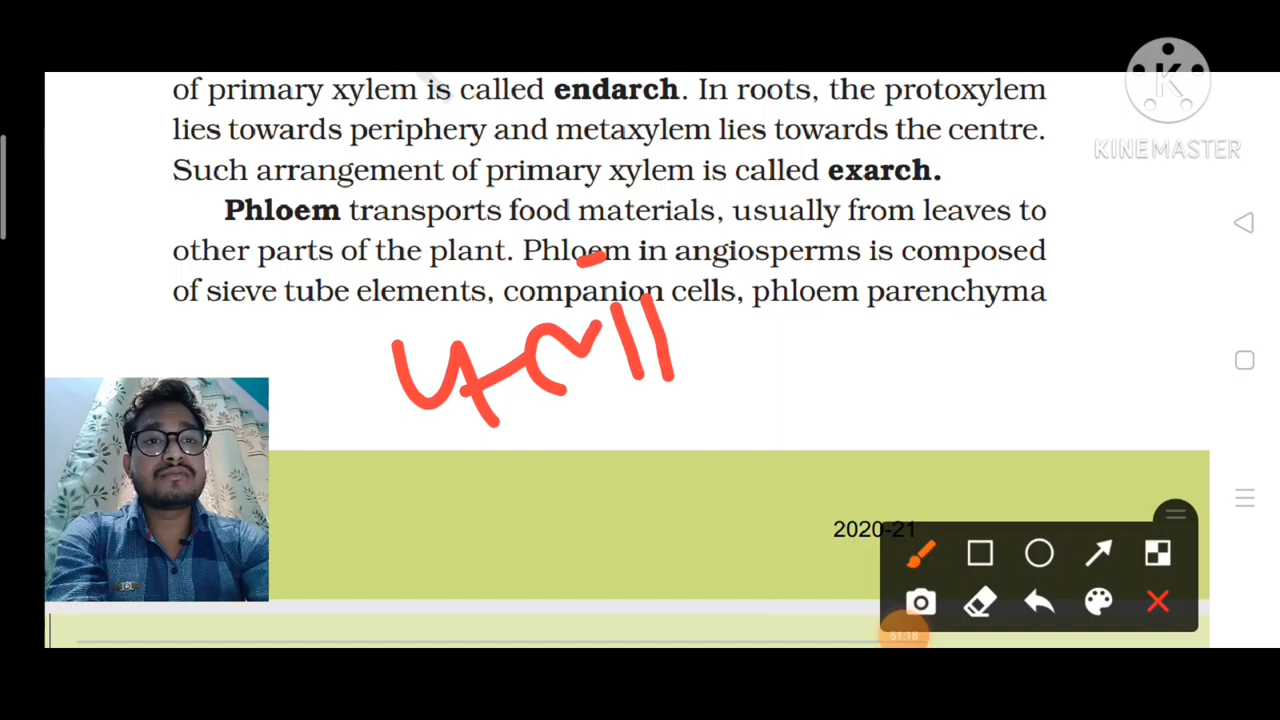 of primary xylem is called endarch. In roots, the protoxylem
lies towards periphery and metaxylem lies towards the centre.
Such arrangement of primary xylem is called exarch.
Phloem transports food materials, usually from leaves to
other parts of the plant. Phloem in angiosperms is composed
of sieve tube elements, companion cells, phloem parenchyma
2020-21
51:18
K
KINEMASTER